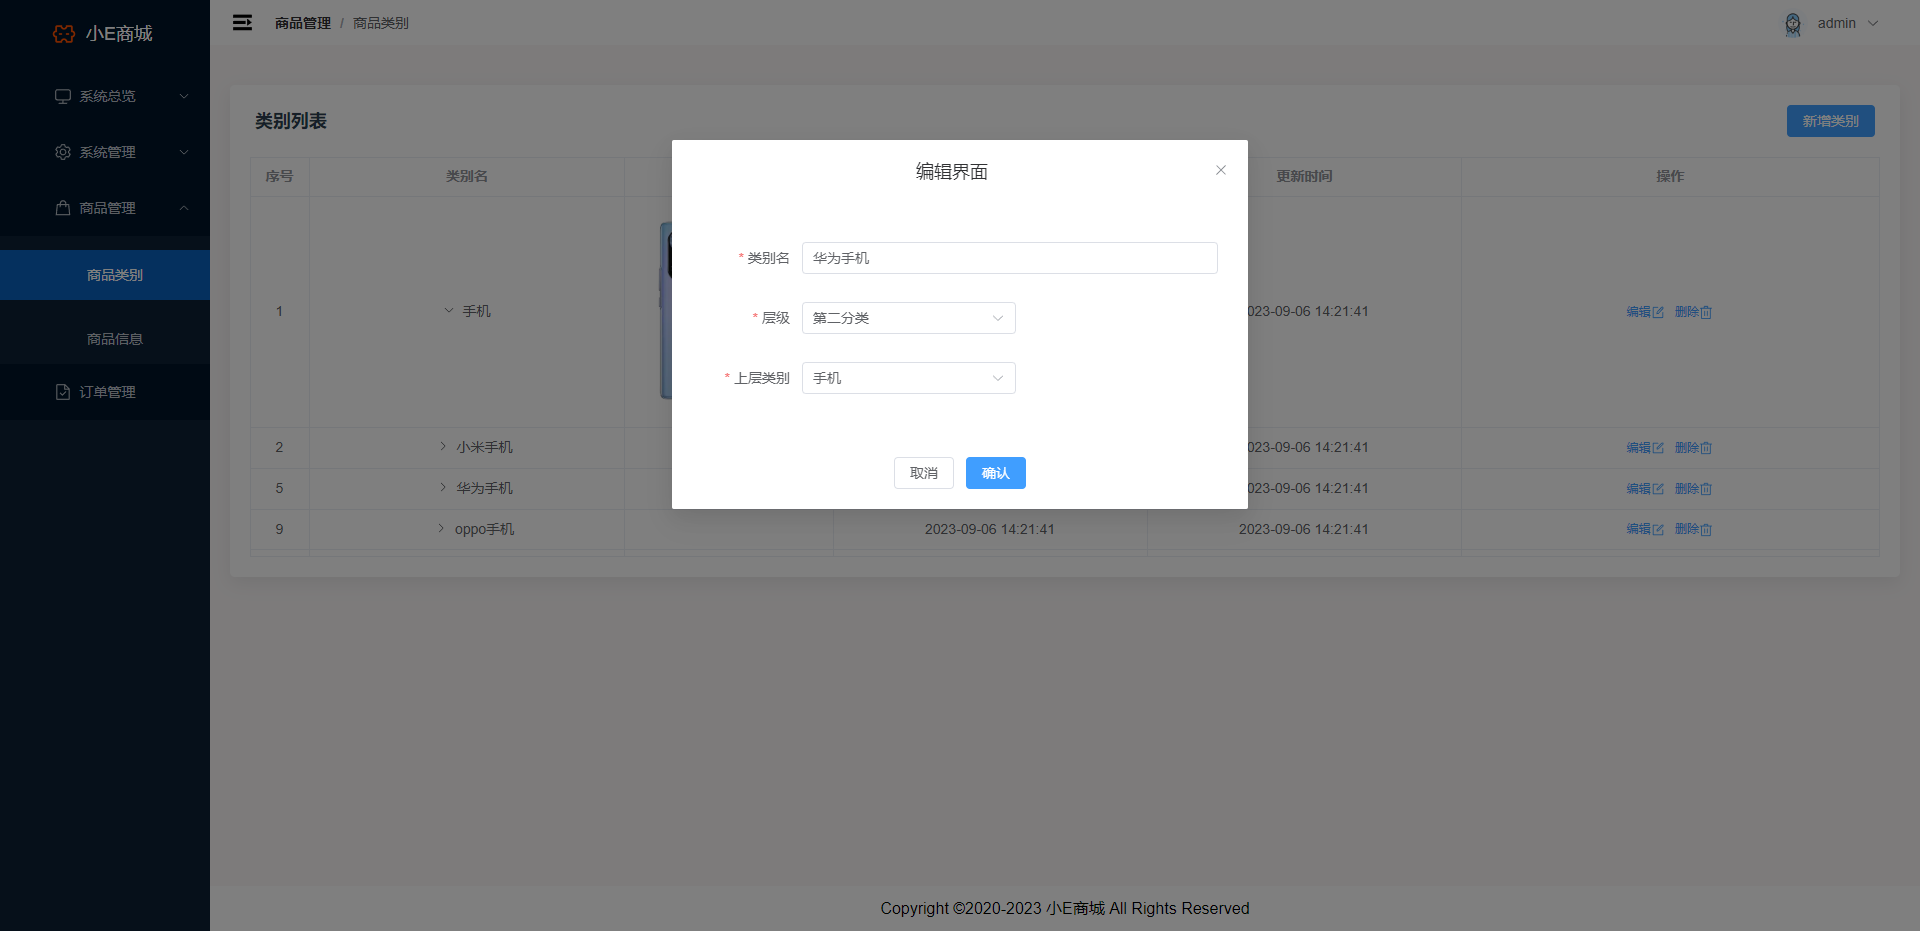 小E商城
系统总览
系统管理
商品管理
商品类别
商品信息
订单管理
商品管理 / 商品类别
admin
类别列表
新增类别
序号 类别名 更新时间 操作
1 手机 023-09-06 14:21:41 编辑 删除
2 小米手机 023-09-06 14:21:41 编辑 删除
5 华为手机 023-09-06 14:21:41 编辑 删除
9 oppo手机 2023-09-06 14:21:41 2023-09-06 14:21:41 编辑 删除
编辑界面
* 类别名 华为手机
* 层级 第二分类
* 上层类别 手机
取消 确认
Copyright ©2020-2023 小E商城 All Rights Reserved